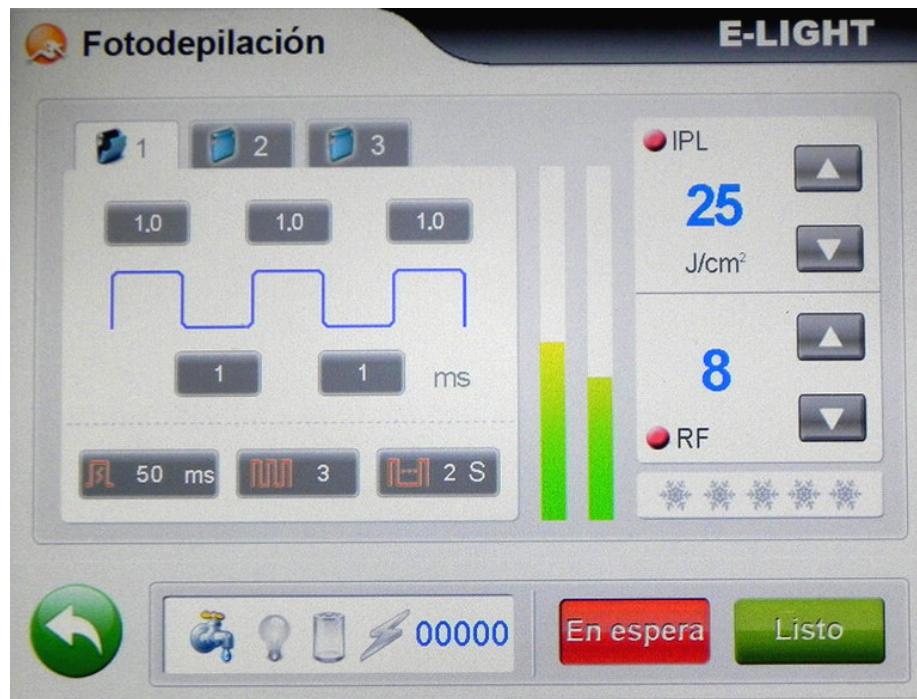 Fotodepilación
E-LIGHT
1 2 3
1.0 1.0 1.0
1 1 ms
50 ms 3 2 S
IPL
25
J/cm²
8
RF
00000
En espera Listo